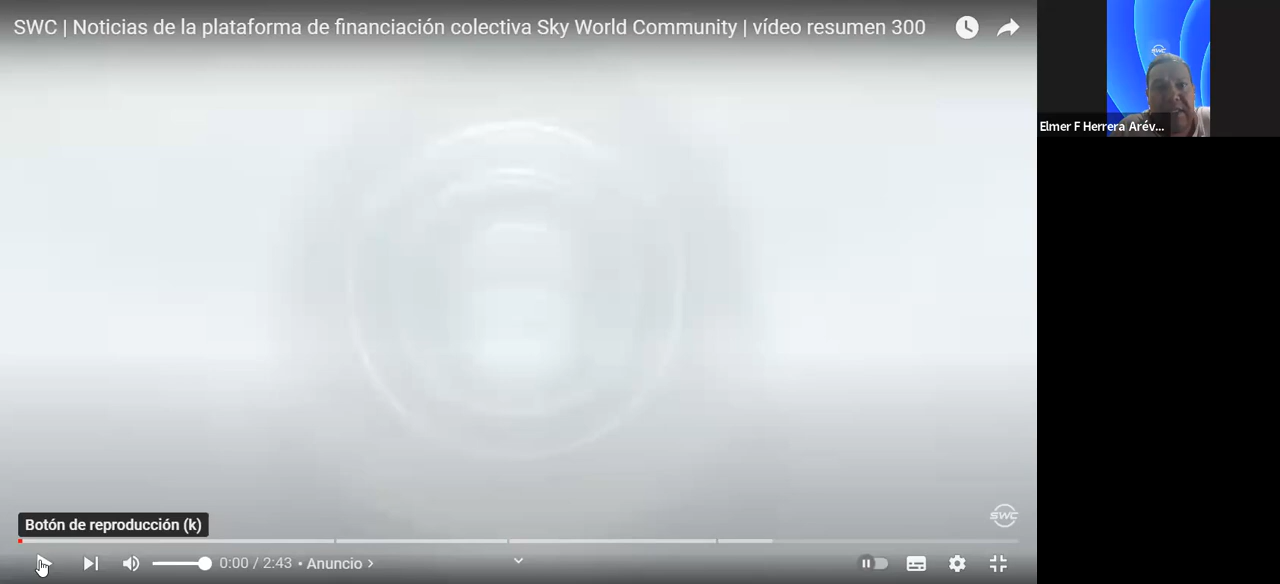 SWC | Noticias de la plataforma de financiación colectiva Sky World Community | vídeo resumen 300
SWC
Elmer F Herrera Arév...
SWC
Botón de reproducción (k)
0:00 / 2:43 • Anuncio >